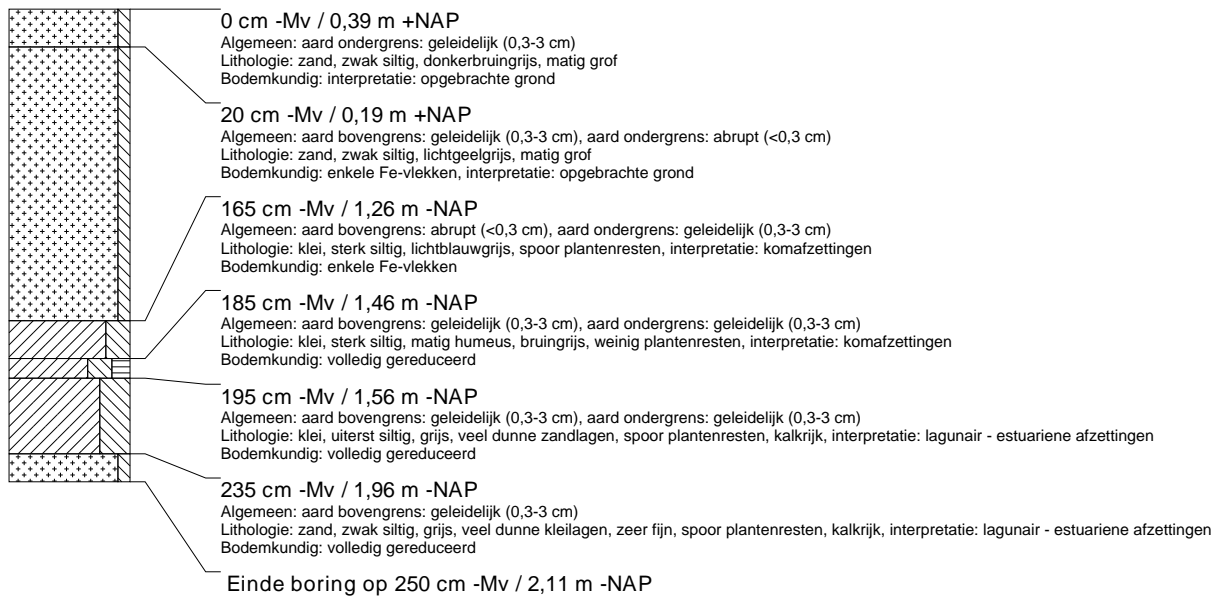 0 cm -Mv / 0,39 m +NAP
Algemeen: aard ondergrens: geleidelijk (0,3-3 cm)
Lithologie: zand, zwak siltig, donkerbruingrijs, matig grof
Bodemkundig: interpretatie: opgebrachte grond
20 cm -Mv / 0,19 m +NAP
Algemeen: aard bovengrens: geleidelijk (0,3-3 cm), aard ondergrens: abrupt (<0,3 cm)
Lithologie: zand, zwak siltig, lichtgeelgrijs, matig grof
Bodemkundig: enkele Fe-vlekken, interpretatie: opgebrachte grond
165 cm -Mv / 1,26 m -NAP
Algemeen: aard bovengrens: abrupt (<0,3 cm), aard ondergrens: geleidelijk (0,3-3 cm)
Lithologie: klei, sterk siltig, lichtblauwgrijs, spoor plantenresten, interpretatie: komafzettingen
Bodemkundig: enkele Fe-vlekken
185 cm -Mv / 1,46 m -NAP
Algemeen: aard bovengrens: geleidelijk (0,3-3 cm), aard ondergrens: geleidelijk (0,3-3 cm)
Lithologie: klei, sterk siltig, matig humeus, bruingrijs, weinig plantenresten, interpretatie: komafzettingen
Bodemkundig: volledig gereduceerd
195 cm -Mv / 1,56 m -NAP
Algemeen: aard bovengrens: geleidelijk (0,3-3 cm), aard ondergrens: geleidelijk (0,3-3 cm)
Lithologie: klei, uiterst siltig, grijs, veel dunne zandlagen, spoor plantenresten, kalkrijk, interpretatie: lagunair - estuariene afzettingen
Bodemkundig: volledig gereduceerd
235 cm -Mv / 1,96 m -NAP
Algemeen: aard bovengrens: geleidelijk (0,3-3 cm)
Lithologie: zand, zwak siltig, grijs, veel dunne kleilagen, zeer fijn, spoor plantenresten, kalkrijk, interpretatie: lagunair - estuariene afzettingen
Bodemkundig: volledig gereduceerd
Einde boring op 250 cm -Mv / 2,11 m -NAP